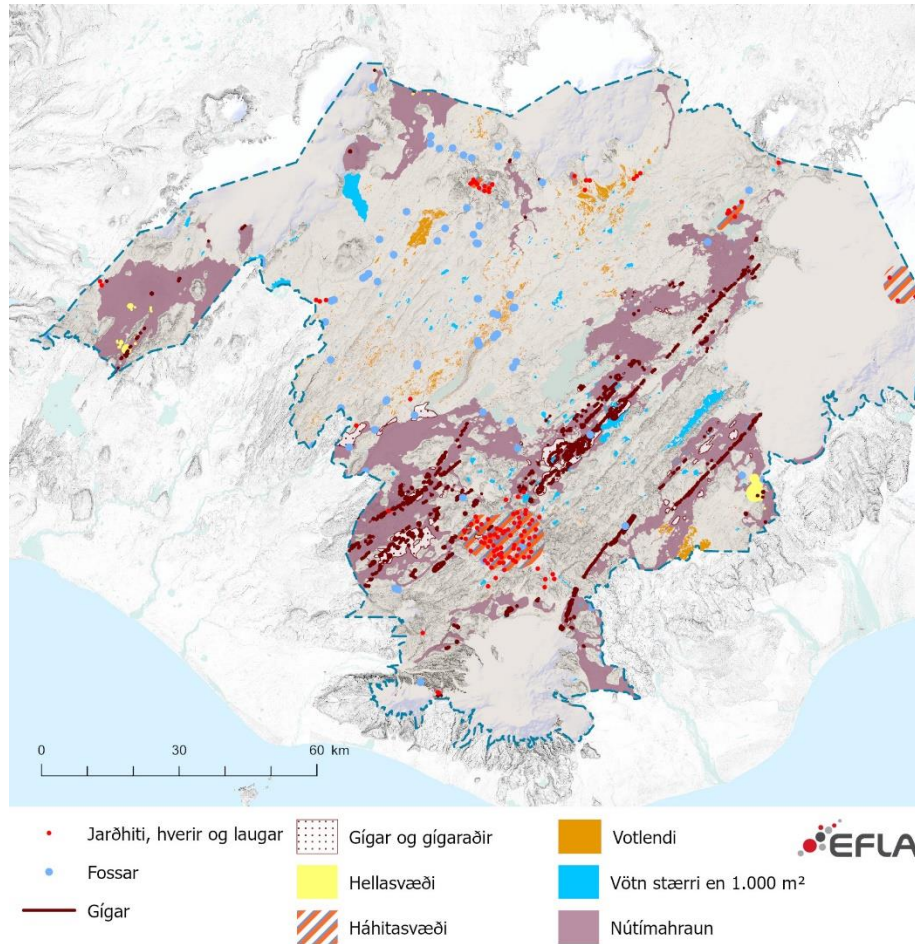 0 30 60 km
Jarðhiti, hverir og laugar
Fossar
Gígar
Gígar og gígaraðir
Hellasvæði
Háhitasvæði
Votlendi
Vötn stærri en 1.000 m²
Nútímahraun
EFLA